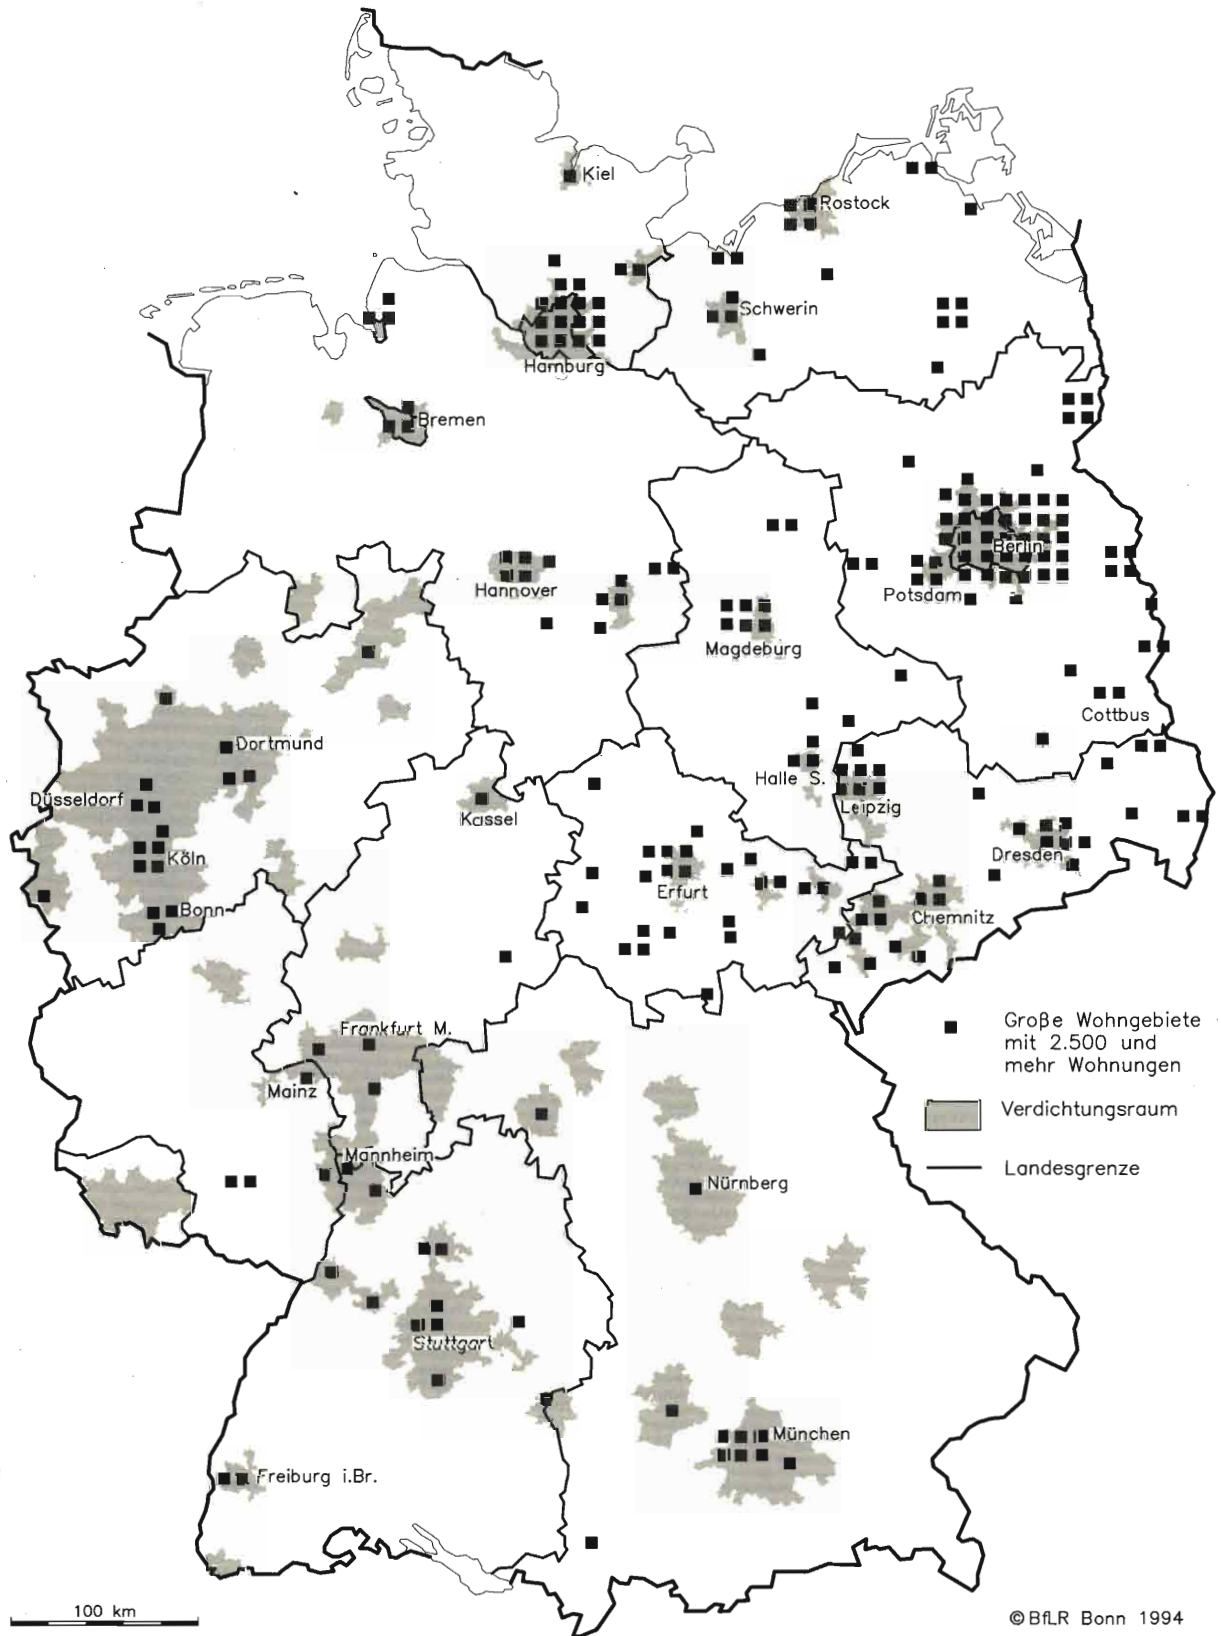 Kiel
Rostock
Schwerin
Hamburg
Bremen
Berlin
Hannover
Potsdam
Magdeburg
Cottbus
Dortmund
Halle S.
Düsseldorf
Leipzig
Kassel
Köln
Dresden
Erfurt
Bonn
Chemnitz
Frankfurt M.
Mainz
Mannheim
Nürnberg
Stuttgart
München
Freiburg i.Br.
Große Wohngebiete
mit 2.500 und
mehr Wohnungen
Verdichtungsraum
Landesgrenze
100 km
©BfLR Bonn 1994